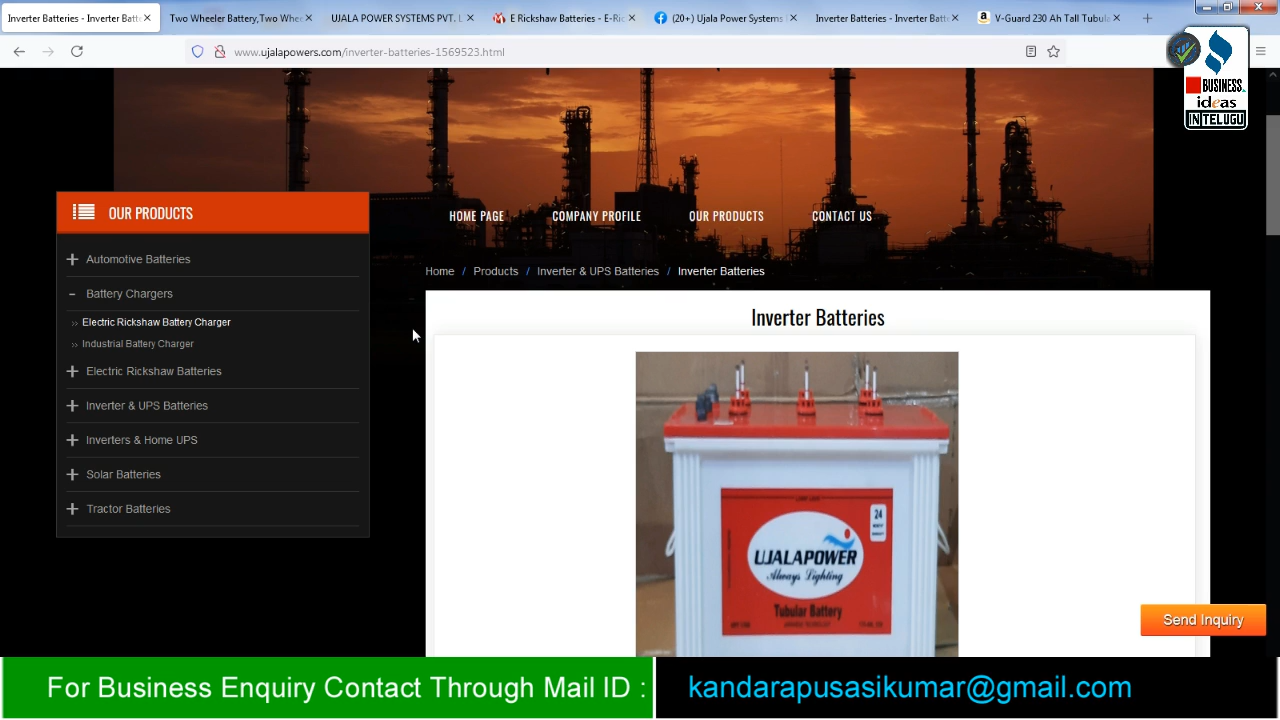 Inverter Batteries - Inverter Batt
Two Wheeler Battery,Two Whe
UJALA POWER SYSTEMS PVT. L
E Rickshaw Batteries - E-Ric
(20+) Ujala Power Systems
Inverter Batteries - Inverter Batt
V-Guard 230 Ah Tall Tubula
www.ujalapowers.com/inverter-batteries-1569523.html
BUSINESS
ideas
IN TELUGU
OUR PRODUCTS
Automotive Batteries
Battery Chargers
Electric Rickshaw Battery Charger
Industrial Battery Charger
Electric Rickshaw Batteries
Inverter & UPS Batteries
Inverters & Home UPS
Solar Batteries
Tractor Batteries
HOME PAGE COMPANY PROFILE OUR PRODUCTS CONTACT US
Home / Products / Inverter & UPS Batteries / Inverter Batteries
Inverter Batteries
24
UJALAPOWER
Always Lighting
Tubular Battery
Send Inquiry
For Business Enquiry Contact Through Mail ID :
kandarapusasikumar@gmail.com